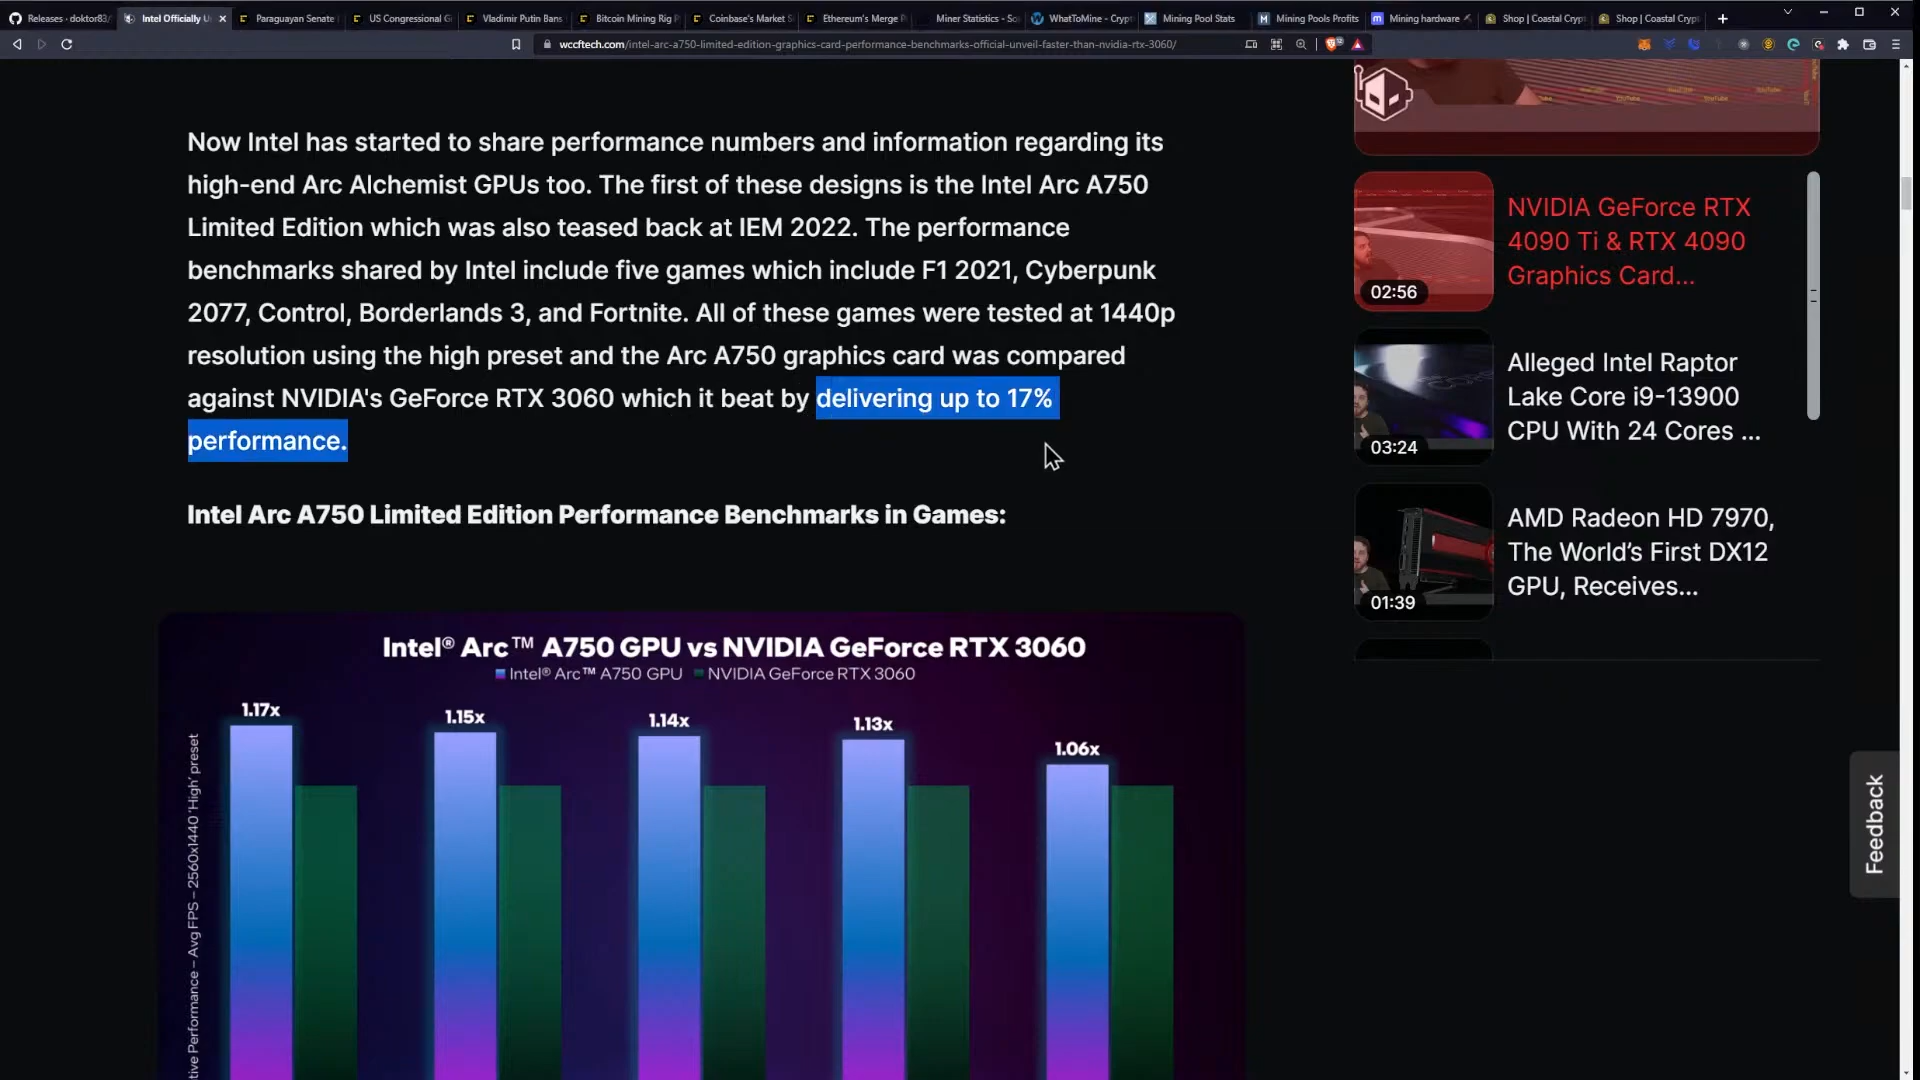 Releases · doktor83/
Intel Officially U
Paraguayan Senate
US Congressional G
Vladimir Putin Bans
Bitcoin Mining Rig P
Coinbase's Market S
Ethereum's Merge P
Miner Statistics - So
WhatToMine - Crypt
Mining Pool Stats
Mining Pools Profits
Mining hardware
Shop | Coastal Crypt
Shop | Coastal Crypt
wccftech.com/intel-arc-a750-limited-edition-graphics-card-performance-benchmarks-official-unveil-faster-than-nvidia-rtx-3060/
Now Intel has started to share performance numbers and information regarding its
high-end Arc Alchemist GPUs too. The first of these designs is the Intel Arc A750
Limited Edition which was also teased back at IEM 2022. The performance
benchmarks shared by Intel include five games which include F1 2021, Cyberpunk
2077, Control, Borderlands 3, and Fortnite. All of these games were tested at 1440p
resolution using the high preset and the Arc A750 graphics card was compared
against NVIDIA's GeForce RTX 3060 which it beat by delivering up to 17%
performance.
Intel Arc A750 Limited Edition Performance Benchmarks in Games:
Intel® Arc™ A750 GPU vs NVIDIA GeForce RTX 3060
Intel® Arc™ A750 GPU NVIDIA GeForce RTX 3060
1.17x
1.15x
1.14x
1.13x
1.06x
tive Performance – Avg FPS – 2560x1440 'High' preset
NVIDIA GeForce RTX
4090 Ti & RTX 4090
Graphics Card...
02:56
Alleged Intel Raptor
Lake Core i9-13900
CPU With 24 Cores ...
03:24
AMD Radeon HD 7970,
The World's First DX12
GPU, Receives...
01:39
Feedback